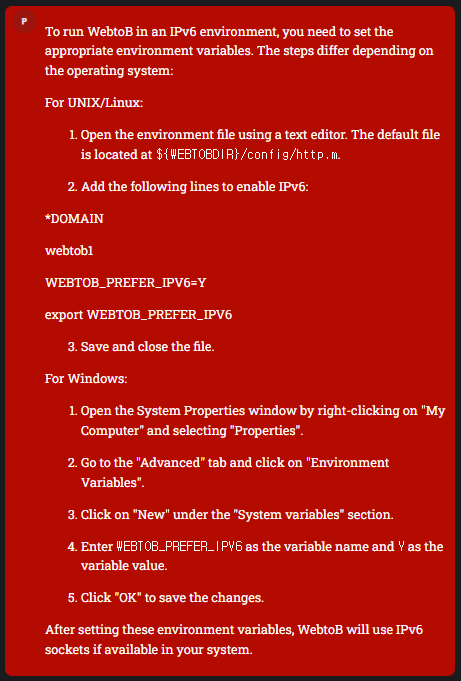 P
To run WebtoB in an IPv6 environment, you need to set the
appropriate environment variables. The steps differ depending on
the operating system:
For UNIX/Linux:
1. Open the environment file using a text editor. The default file
is located at ${WEBTOBDIR}/config/http.m.
2. Add the following lines to enable IPv6:
*DOMAIN
webtob1
WEBTOB_PREFER_IPV6=Y
export WEBTOB_PREFER_IPV6
3. Save and close the file.
For Windows:
1. Open the System Properties window by right-clicking on "My
Computer" and selecting "Properties".
2. Go to the "Advanced" tab and click on "Environment
Variables".
3. Click on "New" under the "System variables" section.
4. Enter WEBTOB_PREFER_IPV6 as the variable name and Y as the
variable value.
5. Click "OK" to save the changes.
After setting these environment variables, WebtoB will use IPv6
sockets if available in your system.